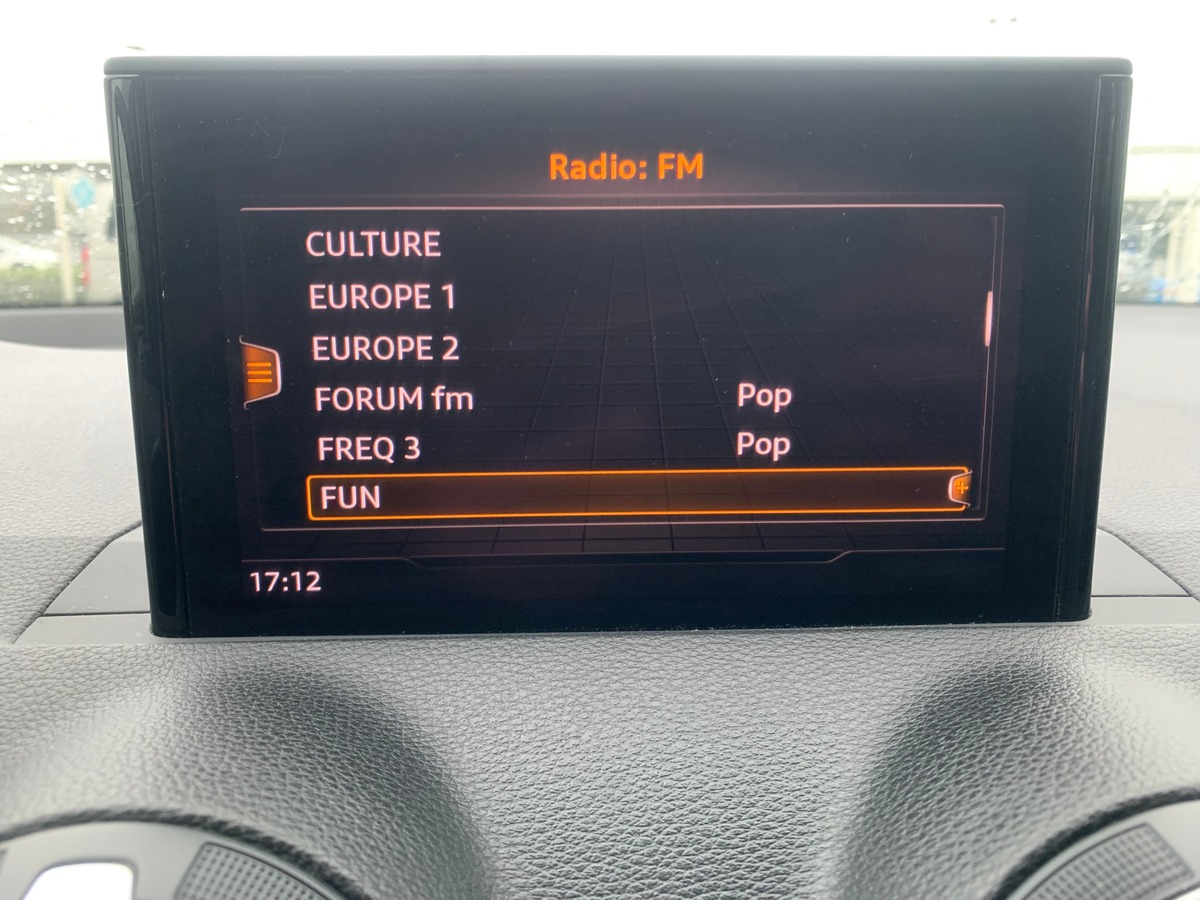 Radio: FM
CULTURE
EUROPE 1
EUROPE 2
FORUM fm Pop
FREQ 3 Pop
FUN
17:12